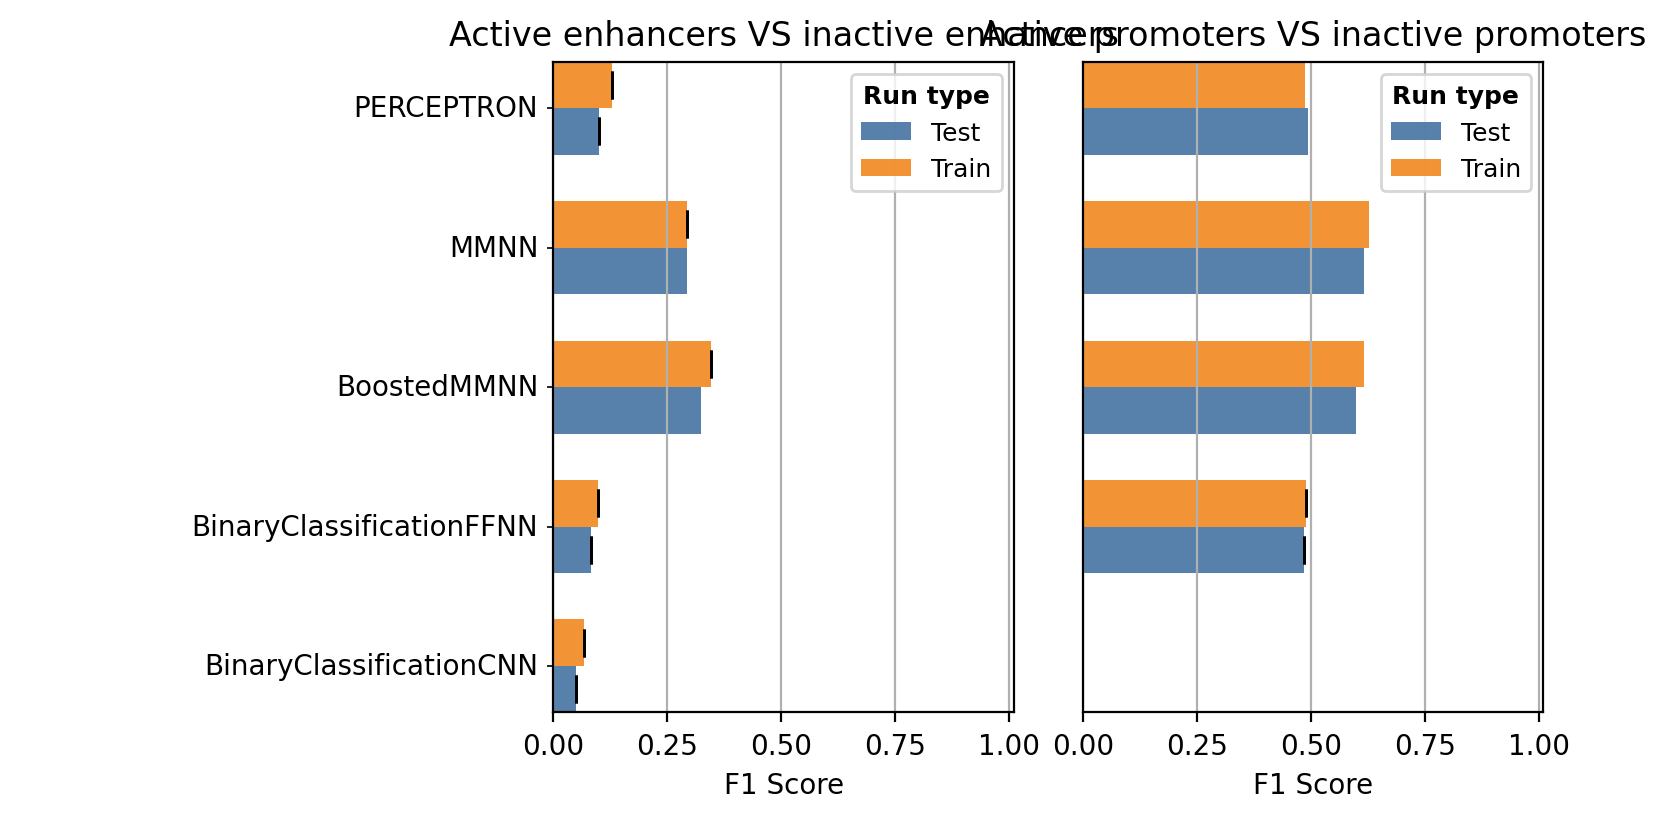 Active enhancers VS inactive enhancers
Active promoters VS inactive promoters
PERCEPTRON
MMNN
BoostedMMNN
BinaryClassificationFFNN
BinaryClassificationCNN
Run type
Test
Train
0.00 0.25 0.50 0.75 1.00
F1 Score
Run type
Test
Train
0.00 0.25 0.50 0.75 1.00
F1 Score